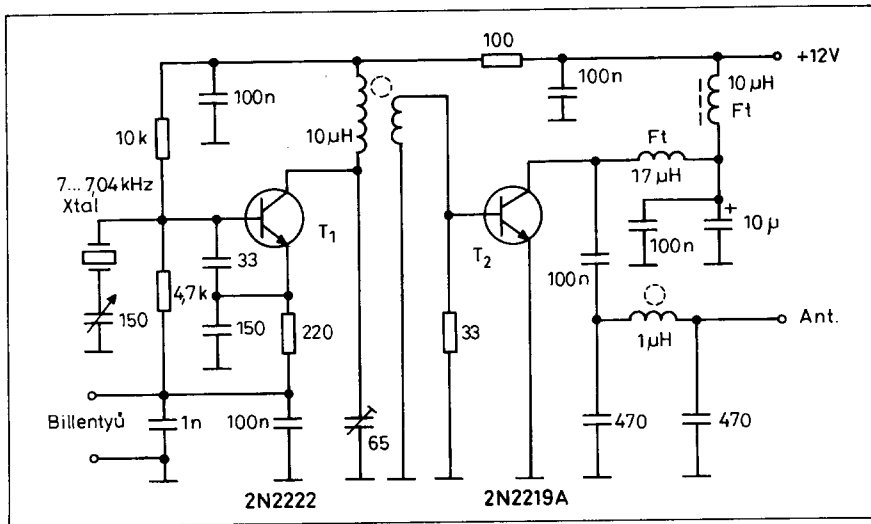 100
+12V
100n
100n
10 µH
Ft
10 µH
10k
Ft
17 µH
7... 7,04 kHz
Xtal
T1
T2
+
10 µ
100n
33
100n
4,7k
150
150
220
33
Ant.
1 µH
Billentyű
1n
100n
65
470
470
2N2222
2N2219A